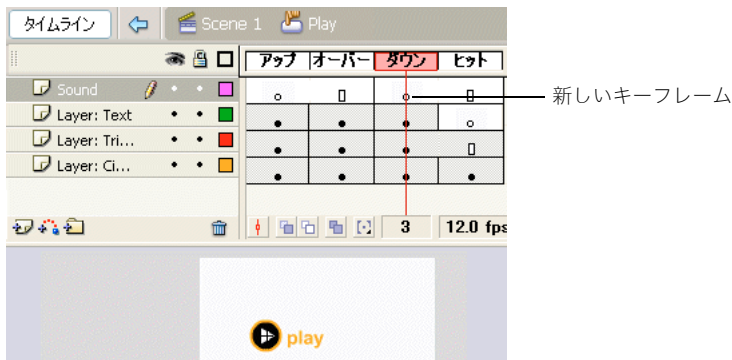 タイムライン Scene 1 Play
アップ オーバー ダウン ヒット
Sound
新しいキーフレーム
Layer: Text
Layer: Tri...
Layer: Ci...
3 12.0 fps
play